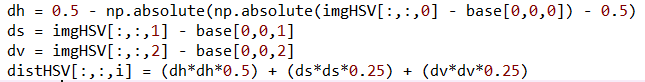 dh = 0.5 - np.absolute(np.absolute(imgHSV[:,:,0] - base[0,0,0]) - 0.5)
ds = imgHSV[:,:,1] - base[0,0,1]
dv = imgHSV[:,:,2] - base[0,0,2]
distHSV[:,:,i] = (dh*dh*0.5) + (ds*ds*0.25) + (dv*dv*0.25)